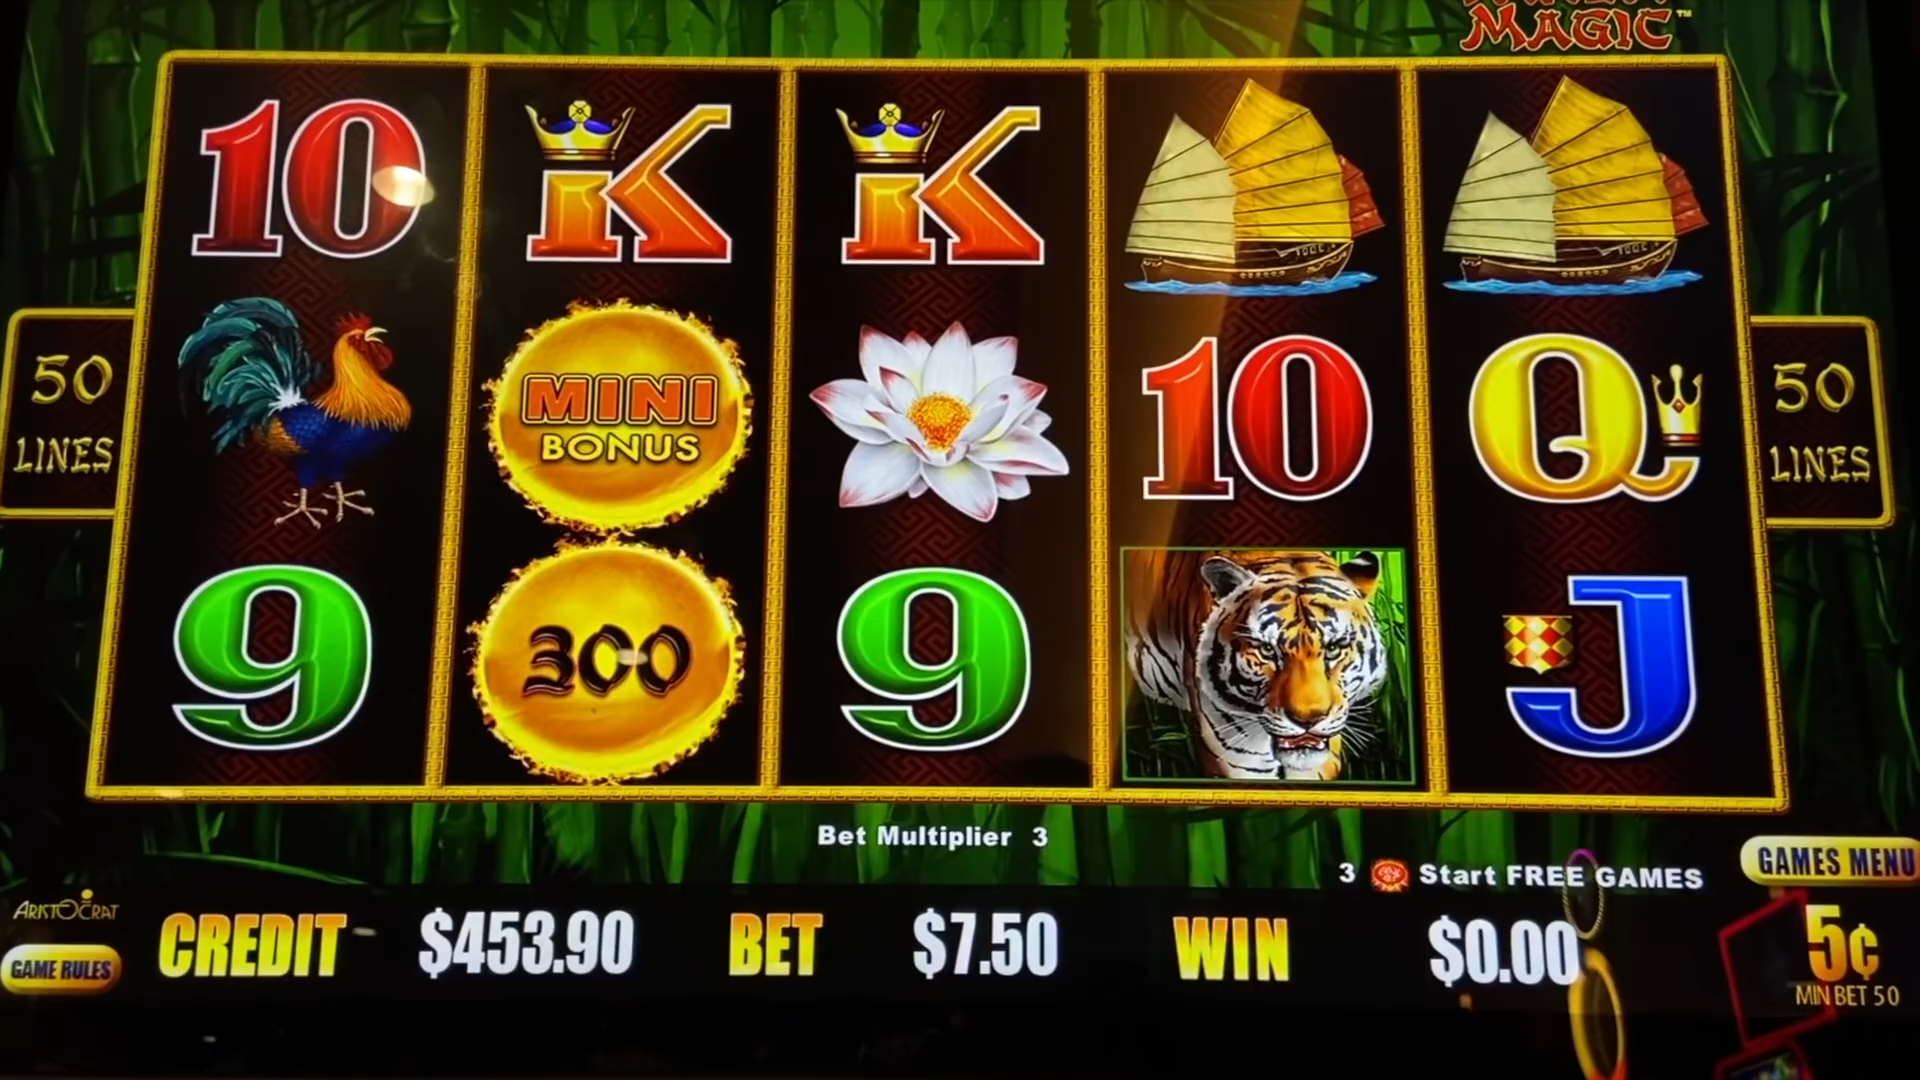 MAGIC™
10 K K
50 LINES
MINI BONUS
10 Q
50 LINES
9
300
9
J
Bet Multiplier 3
3 Start FREE GAMES
GAMES MENU
ARISTOCRAT
GAME RULES
CREDIT $453.90 BET $7.50 WIN $0.00
5¢
MIN BET 50